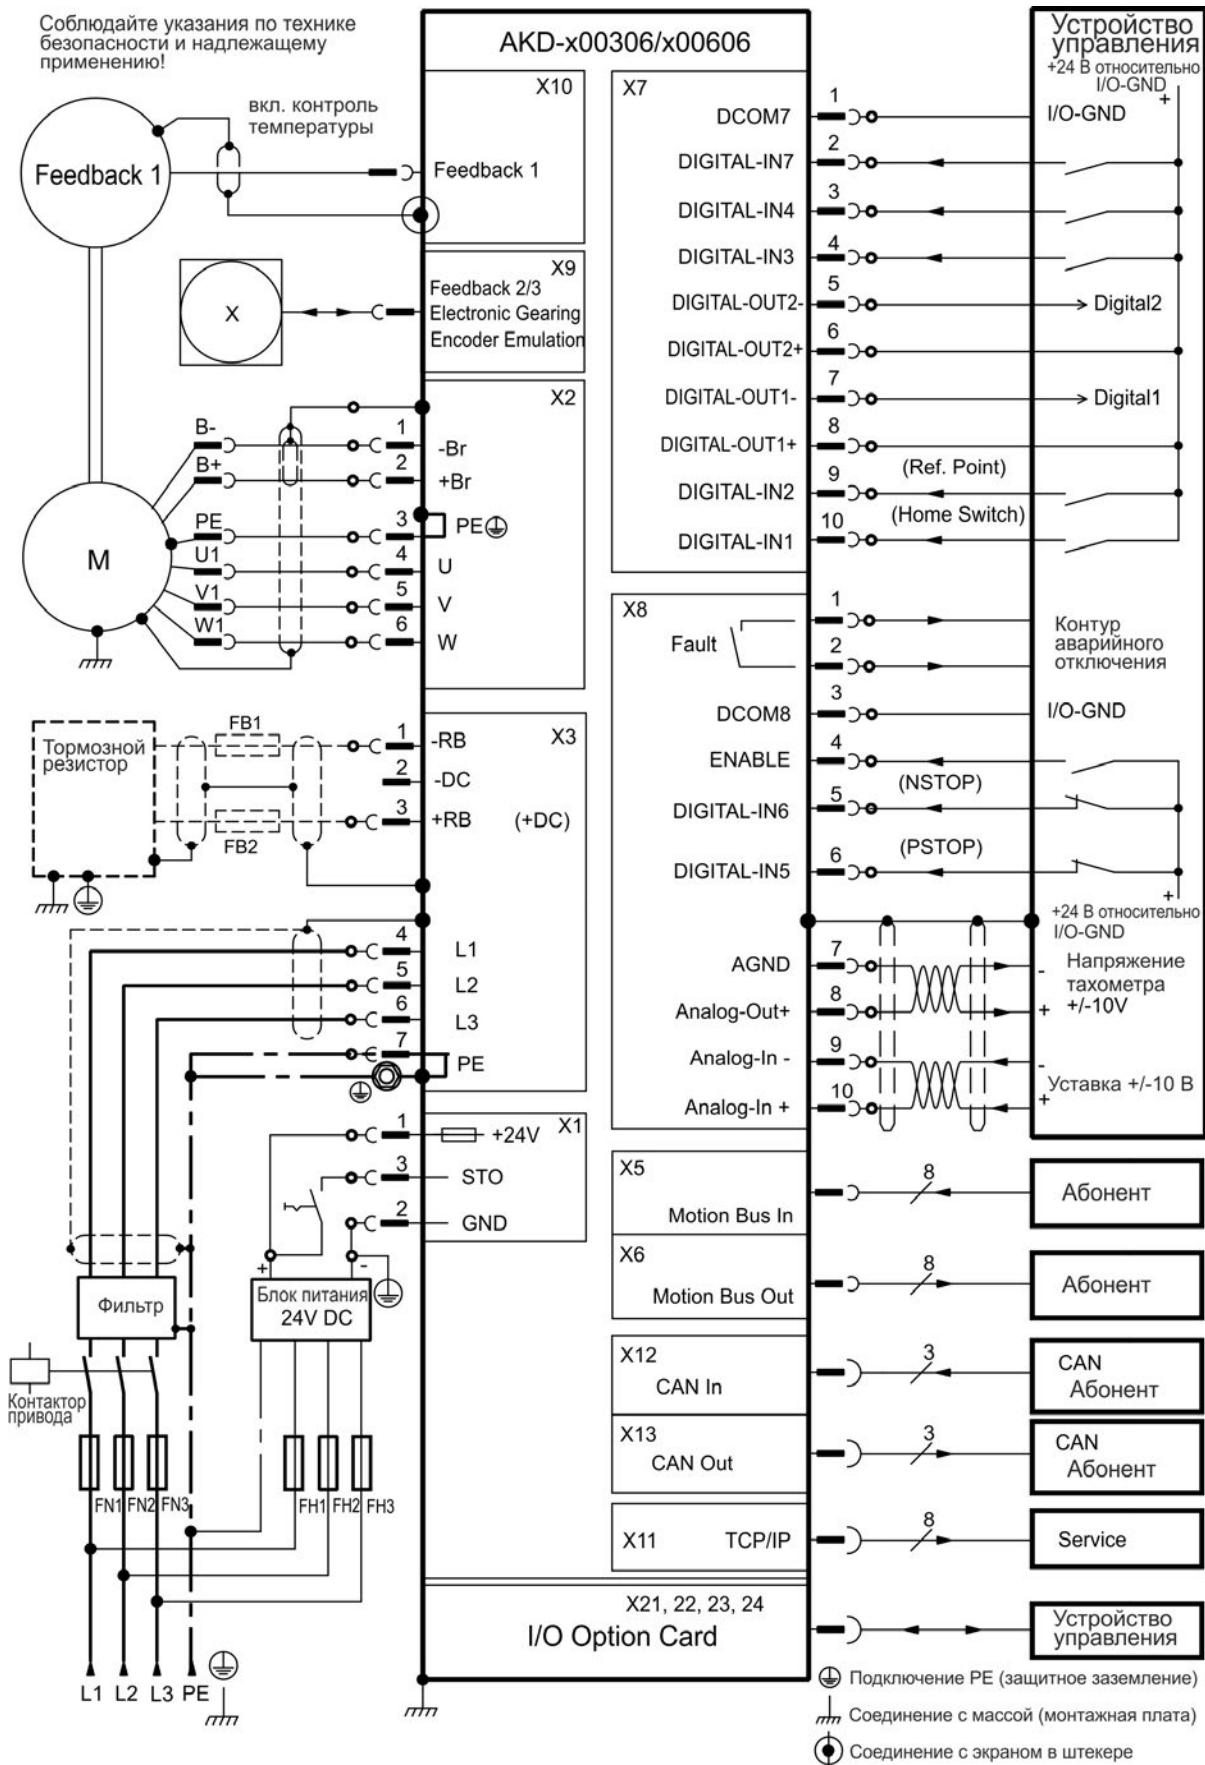 Соблюдайте указания по технике
безопасности и надлежащему
применению!
AKD-x00306/x00606
Устройство
управления
+24 В относительно
I/O-GND
+
Feedback 1
вкл. контроль
температуры
X10
Feedback 1
X
X9
Feedback 2/3
Electronic Gearing
Encoder Emulation
X2
B-
1
-Br
B+
2
+Br
PE
3
PE
U1
4
U
V1
5
V
W1
6
W
M
X7
DCOM7
1
I/O-GND
DIGITAL-IN7
2
DIGITAL-IN4
3
DIGITAL-IN3
4
DIGITAL-OUT2-
5
Digital2
DIGITAL-OUT2+
6
DIGITAL-OUT1-
7
Digital1
DIGITAL-OUT1+
8
DIGITAL-IN2
9
(Ref. Point)
DIGITAL-IN1
10
(Home Switch)
X8
Fault
1
2
Контур
аварийного
отключения
DCOM8
3
I/O-GND
ENABLE
4
DIGITAL-IN6
5
(NSTOP)
DIGITAL-IN5
6
(PSTOP)
+
+24 В относительно
I/O-GND
AGND
7
-
Analog-Out+
8
+
Напряжение
тахометра
+/-10V
Analog-In -
9
-
Analog-In +
10
+
Уставка +/-10 В
Тормозной
резистор
FB1
FB2
X3
1
-RB
2
-DC
3
+RB
(+DC)
4
L1
5
L2
6
L3
7
PE
X1
1
+24V
3
STO
2
GND
+
-
Блок питания
24V DC
Фильтр
Контактор
привода
FN1
FN2
FN3
FH1
FH2
FH3
L1
L2
L3
PE
X5
Motion Bus In
8
Абонент
X6
Motion Bus Out
8
Абонент
X12
CAN In
3
CAN
Абонент
X13
CAN Out
3
CAN
Абонент
X11
TCP/IP
8
Service
X21, 22, 23, 24
I/O Option Card
Устройство
управления
Подключение PE (защитное заземление)
Соединение с массой (монтажная плата)
Соединение с экраном в штекере